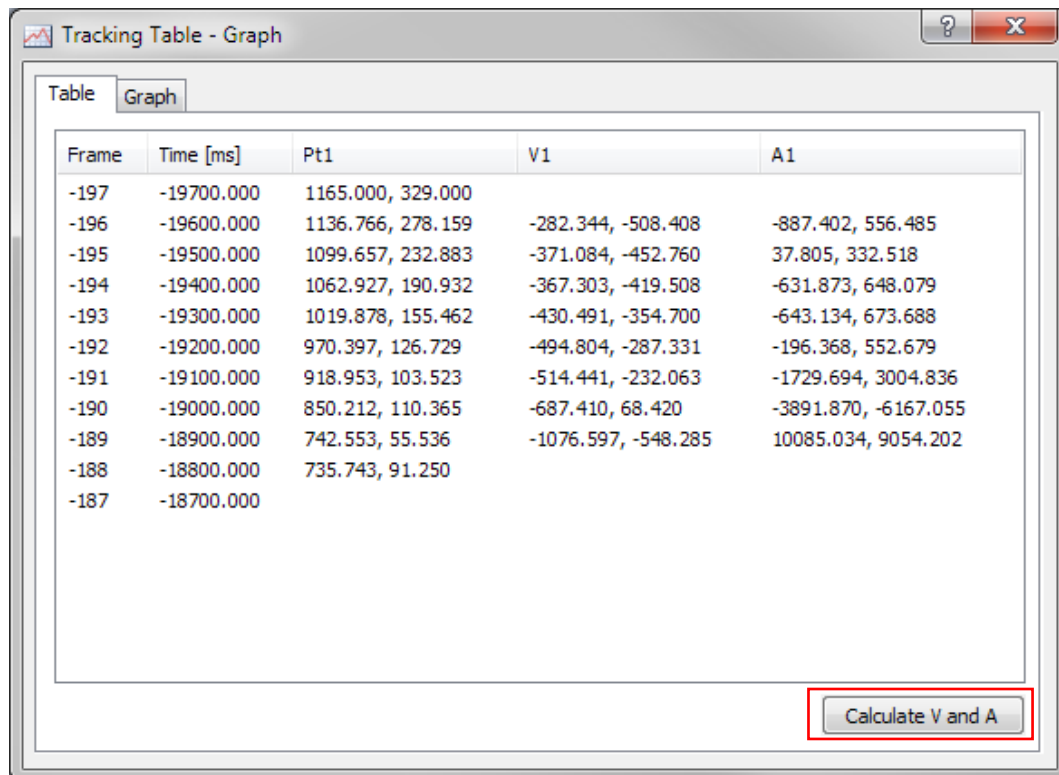 Tracking Table - Graph
Table Graph
Frame Time [ms] Pt1 V1 A1
-197 -19700.000 1165.000, 329.000
-196 -19600.000 1136.766, 278.159 -282.344, -508.408 -887.402, 556.485
-195 -19500.000 1099.657, 232.883 -371.084, -452.760 37.805, 332.518
-194 -19400.000 1062.927, 190.932 -367.303, -419.508 -631.873, 648.079
-193 -19300.000 1019.878, 155.462 -430.491, -354.700 -643.134, 673.688
-192 -19200.000 970.397, 126.729 -494.804, -287.331 -196.368, 552.679
-191 -19100.000 918.953, 103.523 -514.441, -232.063 -1729.694, 3004.836
-190 -19000.000 850.212, 110.365 -687.410, 68.420 -3891.870, -6167.055
-189 -18900.000 742.553, 55.536 -1076.597, -548.285 10085.034, 9054.202
-188 -18800.000 735.743, 91.250
-187 -18700.000
Calculate V and A